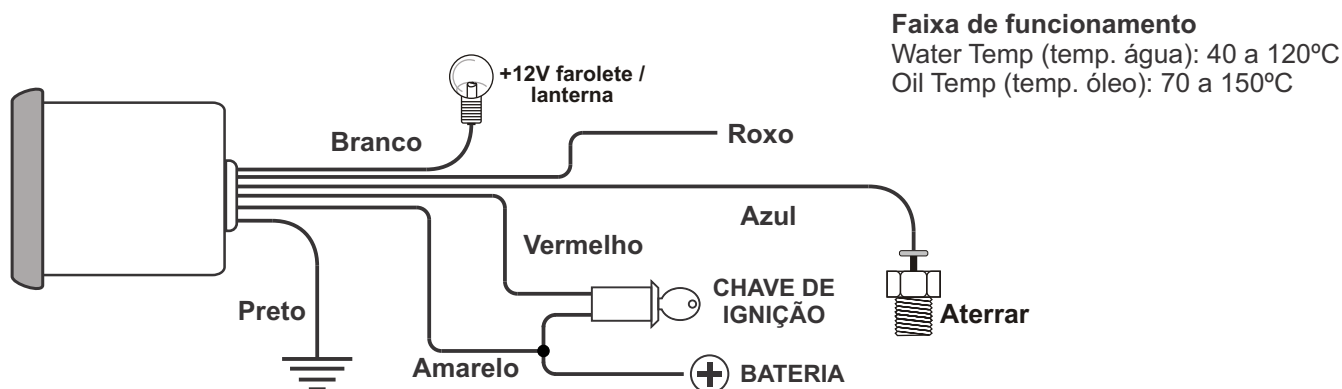 Faixa de funcionamento
Water Temp (temp. água): 40 a 120ºC
Oil Temp (temp. óleo): 70 a 150ºC
+12V farolete /
lanterna
Branco
Roxo
Azul
Vermelho
CHAVE DE
IGNIÇÃO
Aterrar
Preto
Amarelo
BATERIA